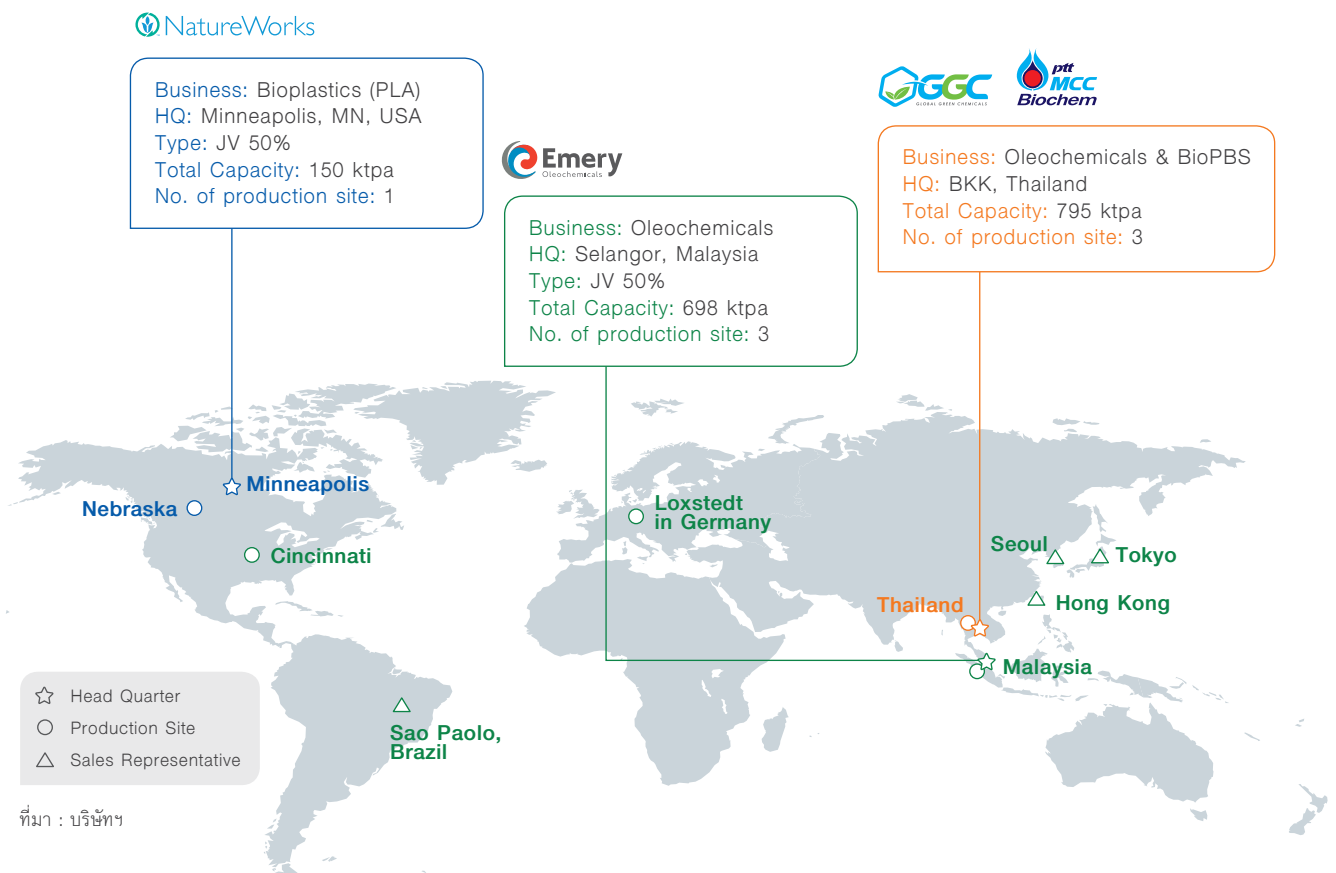 NatureWorks
Business: Bioplastics (PLA)
HQ: Minneapolis, MN, USA
Type: JV 50%
Total Capacity: 150 ktpa
No. of production site: 1
Emery
Oleochemicals
Business: Oleochemicals
HQ: Selangor, Malaysia
Type: JV 50%
Total Capacity: 698 ktpa
No. of production site: 3
GGC
GLOBAL GREEN CHEMICALS
ptt
MCC
Biochem
Business: Oleochemicals & BioPBS
HQ: BKK, Thailand
Total Capacity: 795 ktpa
No. of production site: 3
Minneapolis
Nebraska
Cincinnati
Loxstedt
in Germany
Seoul
Tokyo
Hong Kong
Thailand
Malaysia
Sao Paolo,
Brazil
Head Quarter
Production Site
Sales Representative
ที่มา : บริษัทฯ